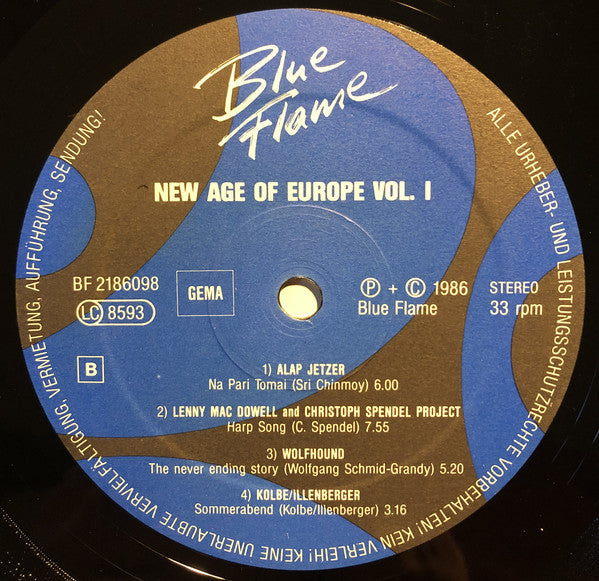 Blue
Flame
NEW AGE OF EUROPE VOL. I
BF 2186098
LC 8593
GEMA
P + C 1986
Blue Flame
STEREO
33 rpm
B
1) ALAP JETZER
Na Pari Tomai (Sri Chinmoy) 6.00
2) LENNY MAC DOWELL and CHRISTOPH SPENDEL PROJECT
Harp Song (C. Spendel) 7.55
3) WOLFHOUND
The never ending story (Wolfgang Schmid-Grandy) 5.20
4) KOLBE/ILLENBERGER
Sommerabend (Kolbe/Illenberger) 3.16
ALLE URHEBER- UND LEISTUNGSSCHUTZRECHTE VORBEHALTEN! KEIN VERLEIH! KEINE UNERLAUBTE VERVIELFÄLTIGUNG, VERMIETUNG, AUFFÜHRUNG, SENDUNG!